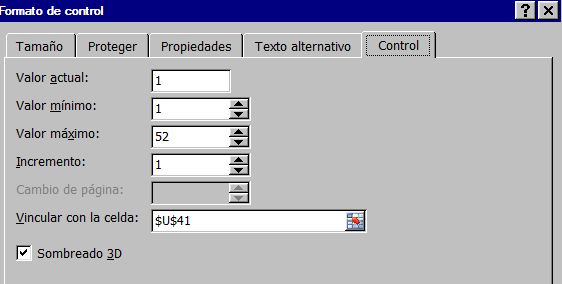 Formato de control
Tamaño Proteger Propiedades Texto alternativo Control
Valor actual: 1
Valor mínimo: 1
Valor máximo: 52
Incremento: 1
Cambio de página:
Vincular con la celda: $U$41
Sombreado 3D